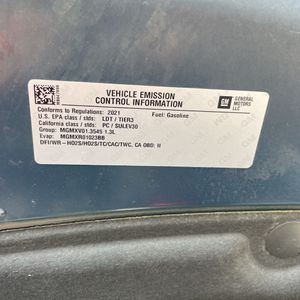 VEHICLE EMISSION
CONTROL INFORMATION
GM
GENERAL
MOTORS LLC
Conforms to Regulations: 2021
Fuel: Gasoline
U.S. EPA class / stds: LDT / TIER3
California class / stds: PC / SULEV30
Group: MGMXV01.3545 1.3L
Evap: MGMXR0102388
DFI/WR-HO2S/HO2S/TC/CAC/TWC. CA OBD: II